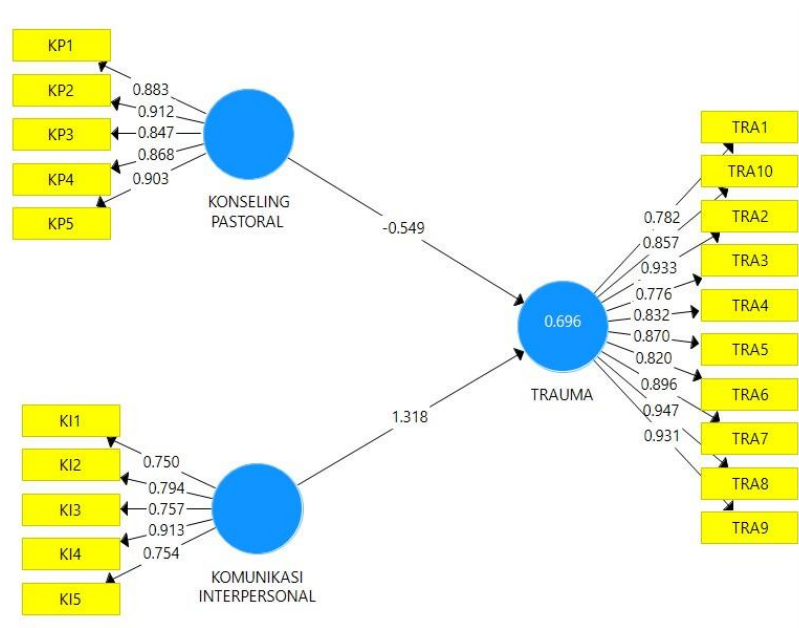 KP1
KP2
KP3
KP4
KP5
0.883
0.912
0.847
0.868
0.903
KONSELING
PASTORAL
-0.549
KI1
KI2
KI3
KI4
KI5
0.750
0.794
0.757
0.913
0.754
KOMUNIKASI
INTERPERSONAL
1.318
0.696
TRAUMA
0.782
0.857
0.933
0.776
0.832
0.870
0.820
0.896
0.947
0.931
TRA1
TRA10
TRA2
TRA3
TRA4
TRA5
TRA6
TRA7
TRA8
TRA9